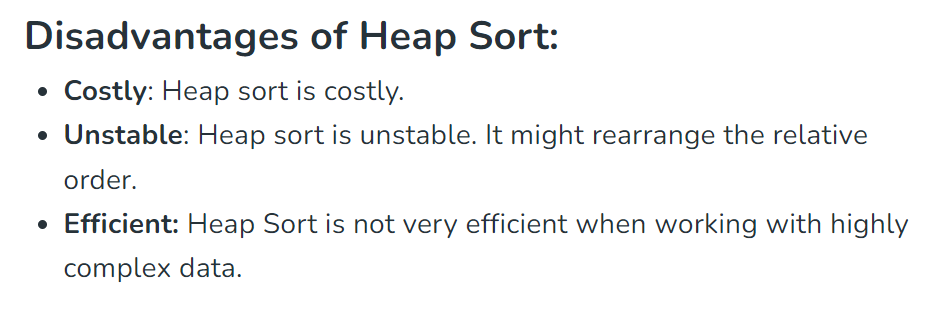 Disadvantages of Heap Sort:
• Costly: Heap sort is costly.
• Unstable: Heap sort is unstable. It might rearrange the relative
order.
• Efficient: Heap Sort is not very efficient when working with highly
complex data.